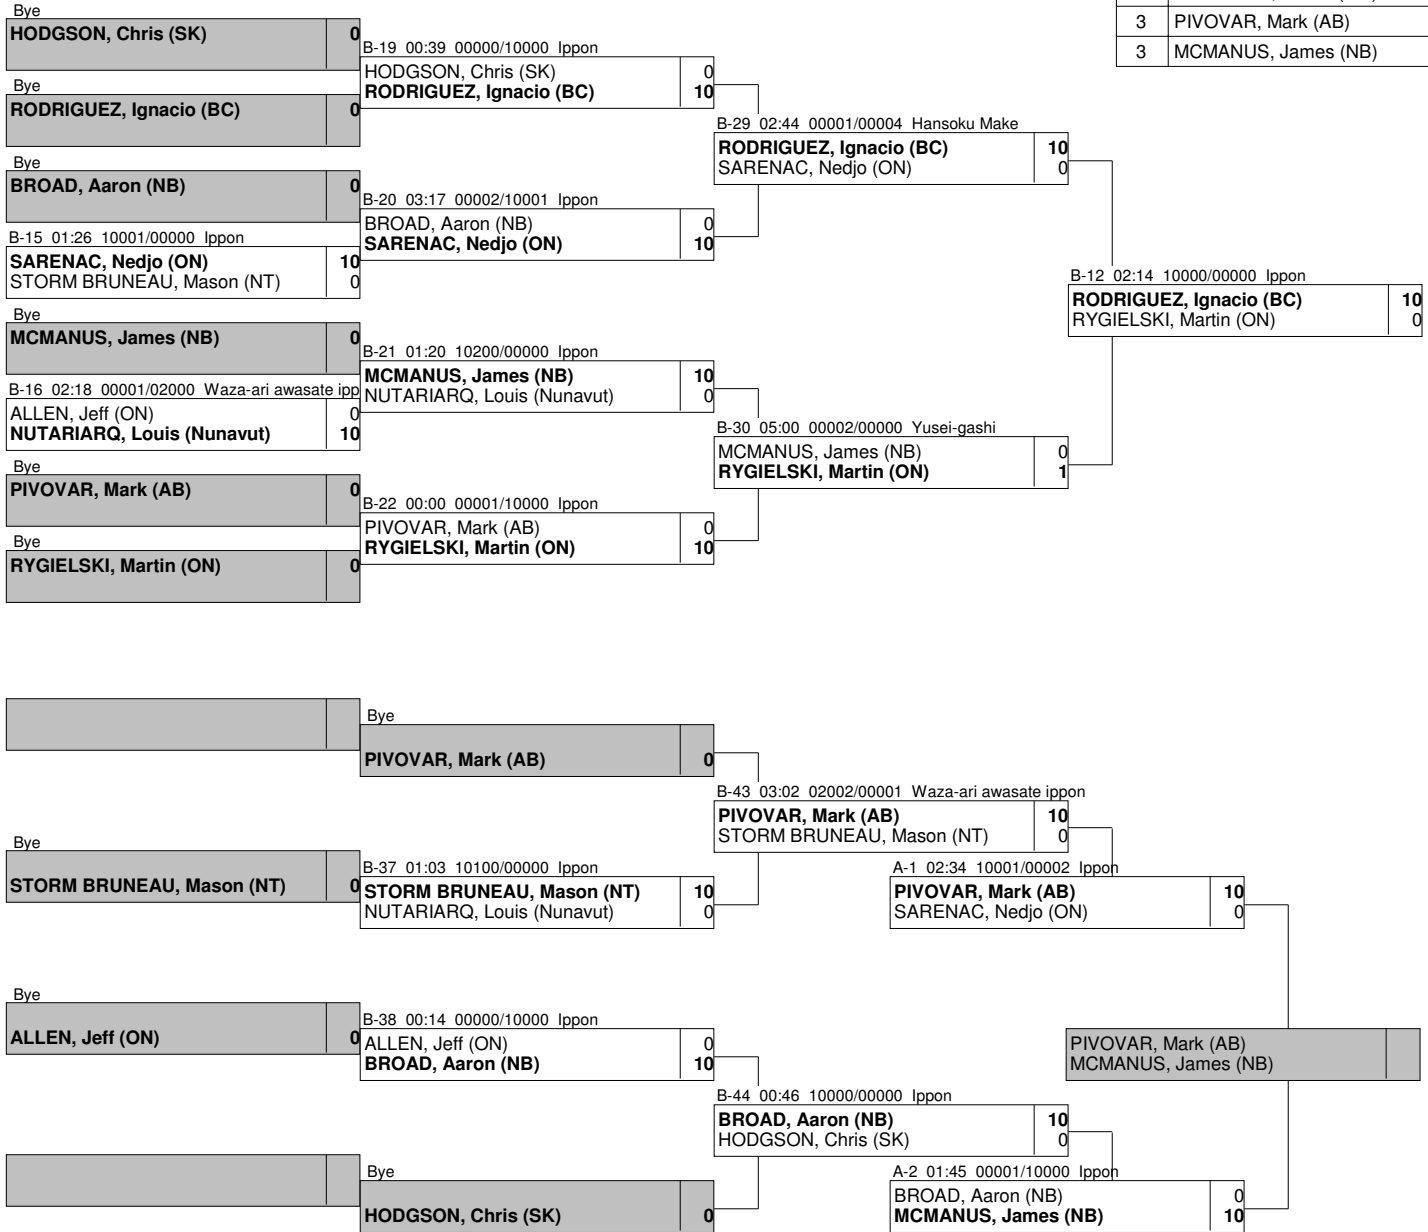 Bye
HODGSON, Chris (SK) 0
3 PIVOVAR, Mark (AB)
3 MCMANUS, James (NB)
B-19 00:39 00000/10000 Ippon
HODGSON, Chris (SK) 0
RODRIGUEZ, Ignacio (BC) 10
Bye
RODRIGUEZ, Ignacio (BC) 0
B-29 02:44 00001/00004 Hansoku Make
RODRIGUEZ, Ignacio (BC) 10
SARENAC, Nedjo (ON) 0
Bye
BROAD, Aaron (NB) 0
B-20 03:17 00002/10001 Ippon
BROAD, Aaron (NB) 0
SARENAC, Nedjo (ON) 10
B-15 01:26 10001/00000 Ippon
SARENAC, Nedjo (ON) 10
STORM BRUNEAU, Mason (NT) 0
B-12 02:14 10000/00000 Ippon
RODRIGUEZ, Ignacio (BC) 10
RYGIELSKI, Martin (ON) 0
Bye
MCMANUS, James (NB) 0
B-21 01:20 10200/00000 Ippon
MCMANUS, James (NB) 10
NUTARIARQ, Louis (Nunavut) 0
B-16 02:18 00001/02000 Waza-ari awasate ipp
ALLEN, Jeff (ON) 0
NUTARIARQ, Louis (Nunavut) 10
B-30 05:00 00002/00000 Yusei-gashi
MCMANUS, James (NB) 0
RYGIELSKI, Martin (ON) 1
Bye
PIVOVAR, Mark (AB) 0
B-22 00:00 00001/10000 Ippon
PIVOVAR, Mark (AB) 0
RYGIELSKI, Martin (ON) 10
Bye
RYGIELSKI, Martin (ON) 0
Bye
PIVOVAR, Mark (AB) 0
B-43 03:02 02002/00001 Waza-ari awasate ippon
PIVOVAR, Mark (AB) 10
STORM BRUNEAU, Mason (NT) 0
Bye
STORM BRUNEAU, Mason (NT) 0
B-37 01:03 10100/00000 Ippon
STORM BRUNEAU, Mason (NT) 10
NUTARIARQ, Louis (Nunavut) 0
A-1 02:34 10001/00002 Ippon
PIVOVAR, Mark (AB) 10
SARENAC, Nedjo (ON) 0
Bye
ALLEN, Jeff (ON) 0
B-38 00:14 00000/10000 Ippon
ALLEN, Jeff (ON) 0
BROAD, Aaron (NB) 10
PIVOVAR, Mark (AB)
MCMANUS, James (NB)
B-44 00:46 10000/00000 Ippon
BROAD, Aaron (NB) 10
HODGSON, Chris (SK) 0
Bye
HODGSON, Chris (SK) 0
A-2 01:45 00001/10000 Ippon
BROAD, Aaron (NB) 0
MCMANUS, James (NB) 10